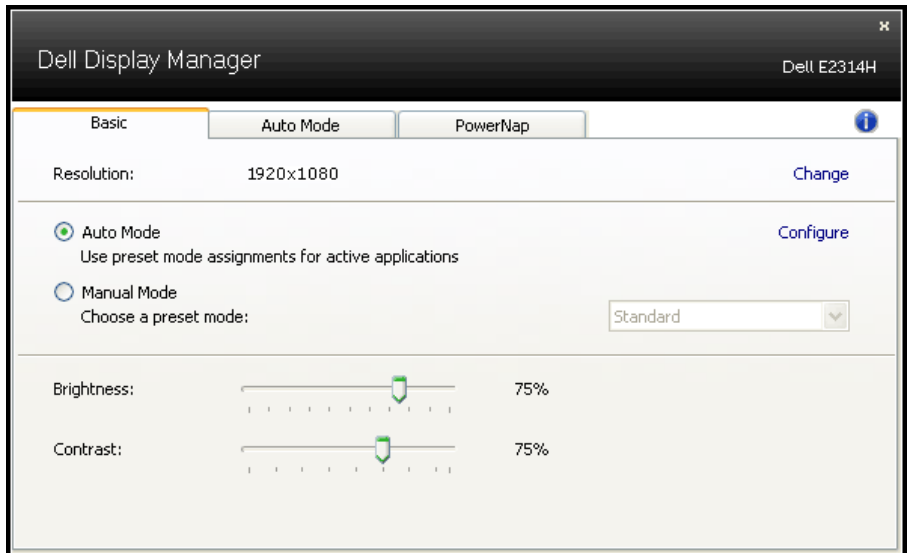 x
Dell Display Manager
Dell E2314H
Basic Auto Mode PowerNap i
Resolution: 1920x1080 Change
Auto Mode Configure
Use preset mode assignments for active applications
Manual Mode
Choose a preset mode: Standard
Brightness: 75%
Contrast: 75%